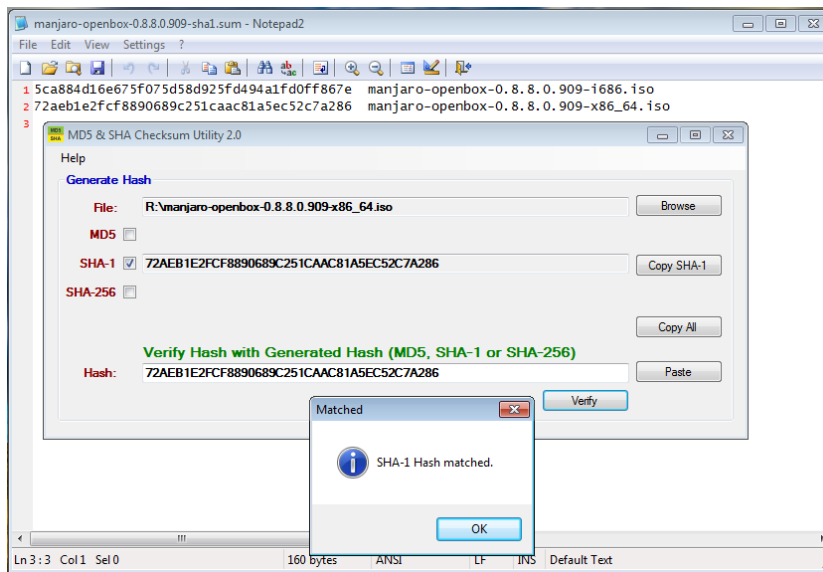 manjaro-openbox-0.8.8.0.909-sha1.sum - Notepad2
File Edit View Settings ?
1 5ca884d16e675f075d58d925fd494a1fd0ff867e manjaro-openbox-0.8.8.0.909-i686.iso
2 72aeb1e2fcf8890689c251caac81a5ec52c7a286 manjaro-openbox-0.8.8.0.909-x86_64.iso
3
MD5 SHA
MD5 & SHA Checksum Utility 2.0
Help
Generate Hash
File: R:\manjaro-openbox-0.8.8.0.909-x86_64.iso Browse
MD5
SHA-1 72AEB1E2FCF8890689C251CAAC81A5EC52C7A286 Copy SHA-1
SHA-256
Copy All
Verify Hash with Generated Hash (MD5, SHA-1 or SHA-256)
Hash: 72AEB1E2FCF8890689C251CAAC81A5EC52C7A286 Paste
Verify
Matched
SHA-1 Hash matched.
OK
Ln 3 : 3 Col 1 Sel 0 160 bytes ANSI LF INS Default Text